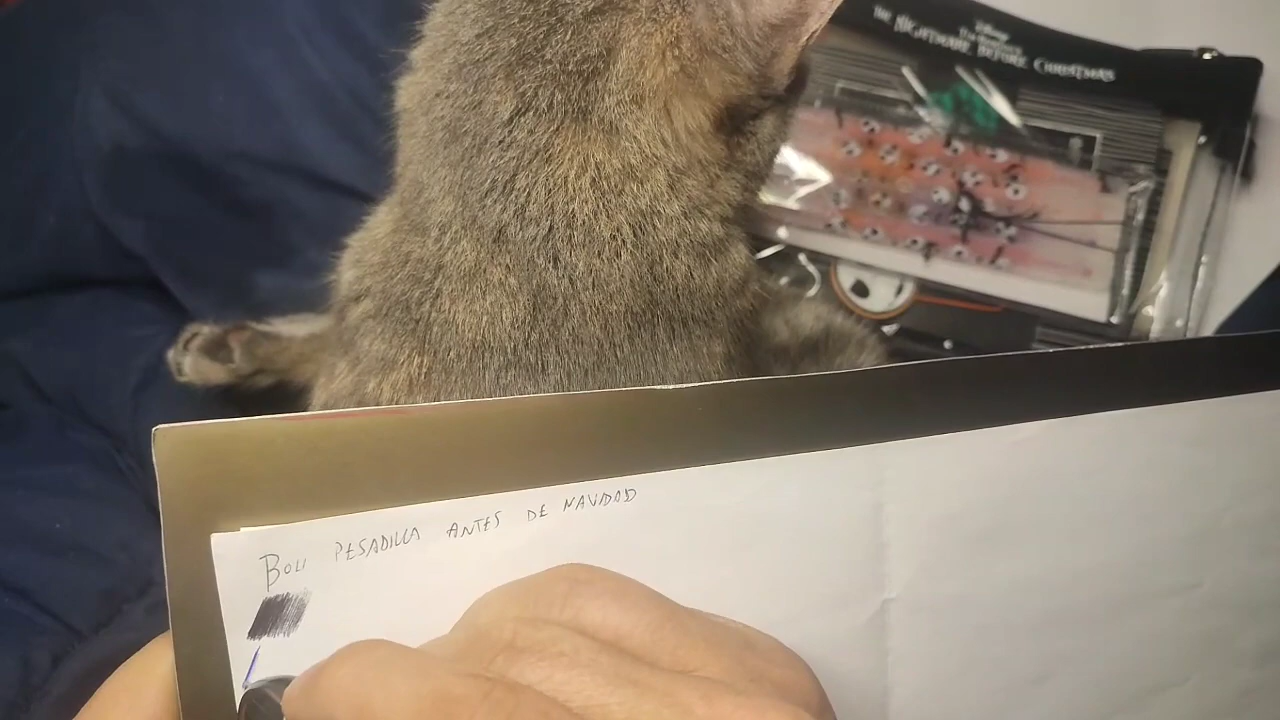 Disney
THE NIGHTMARE BEFORE CHRISTMAS
BOLI PESADILLA ANTES DE NAVIDAD